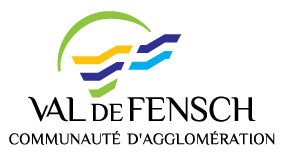 VAL DE FENSCH
COMMUNAUTÉ D'AGGLOMÉRATION